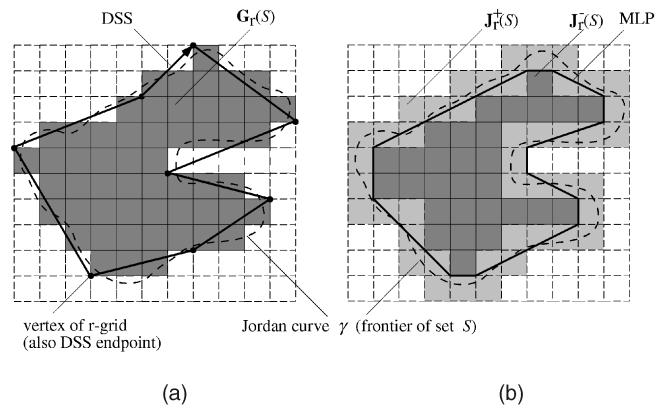 DSS G_r(S) J_r^+(S) J_r^-(S) MLP
vertex of r-grid Jordan curve γ (frontier of set S)
(also DSS endpoint)
(a) (b)